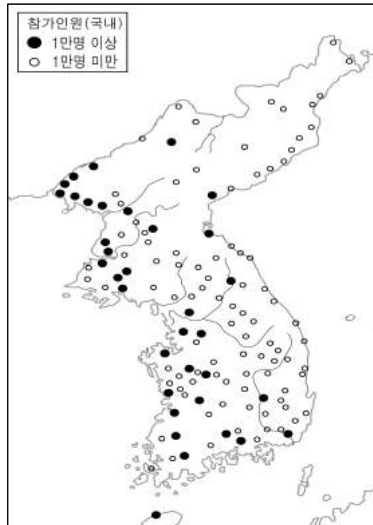 참가인원(국내)
● 1만명 이상
○ 1만명 미만